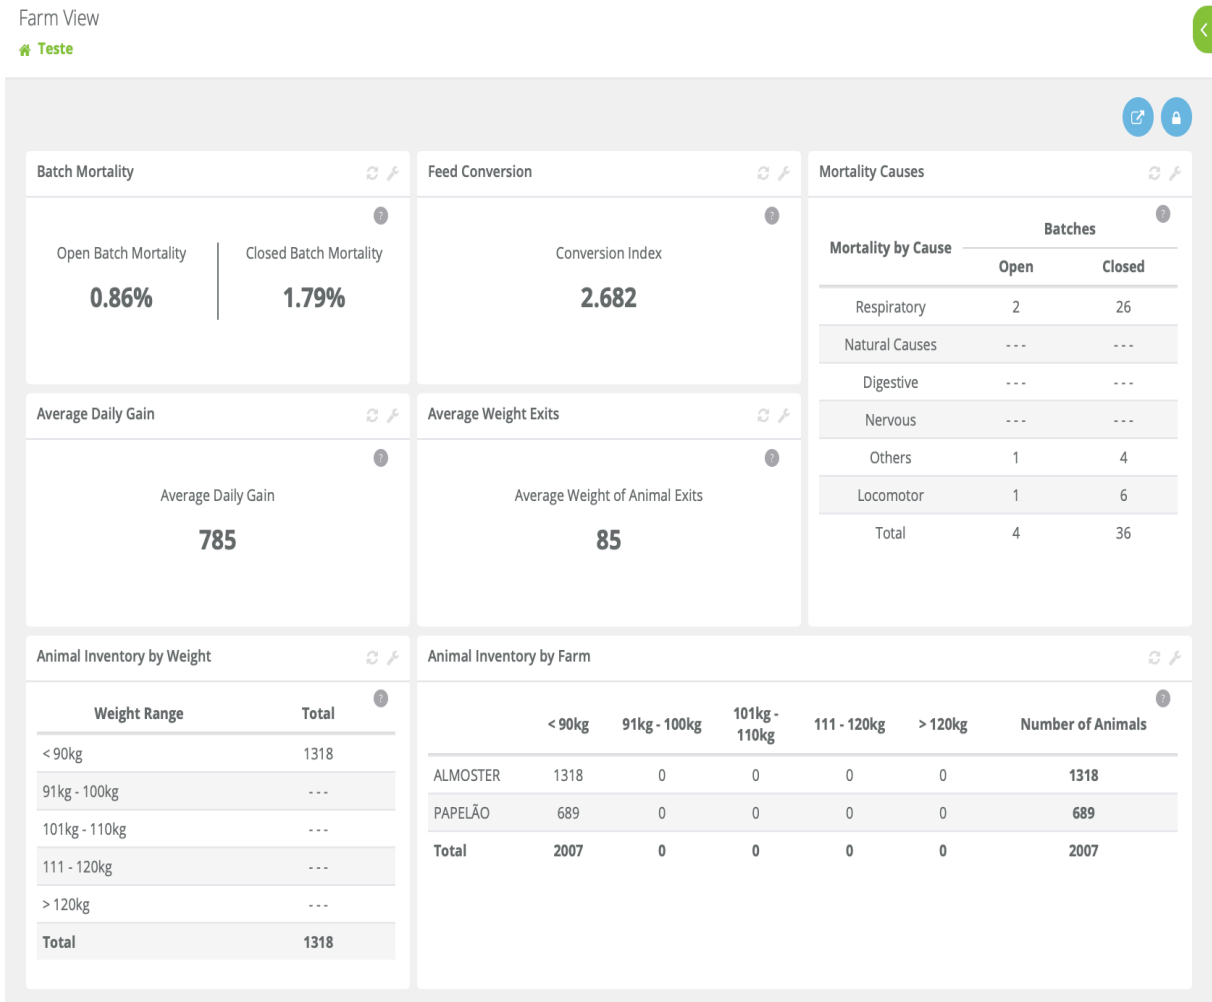 Farm View
Teste
Batch Mortality
?
Open Batch Mortality
0.86%
Closed Batch Mortality
1.79%
Feed Conversion
?
Conversion Index
2.682
Mortality Causes
?
Mortality by Cause Batches
Open Closed
Respiratory 2 26
Natural Causes --- ---
Digestive --- ---
Nervous --- ---
Others 1 4
Locomotor 1 6
Total 4 36
Average Daily Gain
?
Average Daily Gain
785
Average Weight Exits
?
Average Weight of Animal Exits
85
Animal Inventory by Weight
?
Weight Range Total
< 90kg 1318
91kg - 100kg ---
101kg - 110kg ---
111 - 120kg ---
> 120kg ---
Total 1318
Animal Inventory by Farm
?
< 90kg 91kg - 100kg 101kg - 110kg 111 - 120kg > 120kg Number of Animals
ALMOSTER 1318 0 0 0 0 1318
PAPELÃO 689 0 0 0 0 689
Total 2007 0 0 0 0 2007